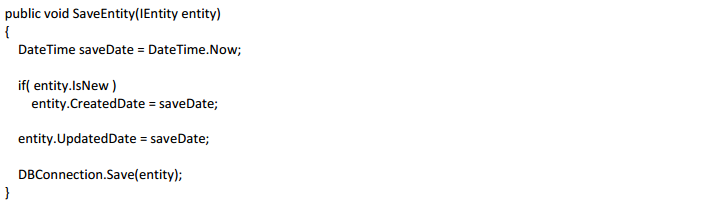 public void SaveEntity(IEntity entity)
{
DateTime saveDate = DateTime.Now;
if( entity.IsNew )
entity.CreatedDate = saveDate;
entity.UpdatedDate = saveDate;
DBConnection.Save(entity);
}